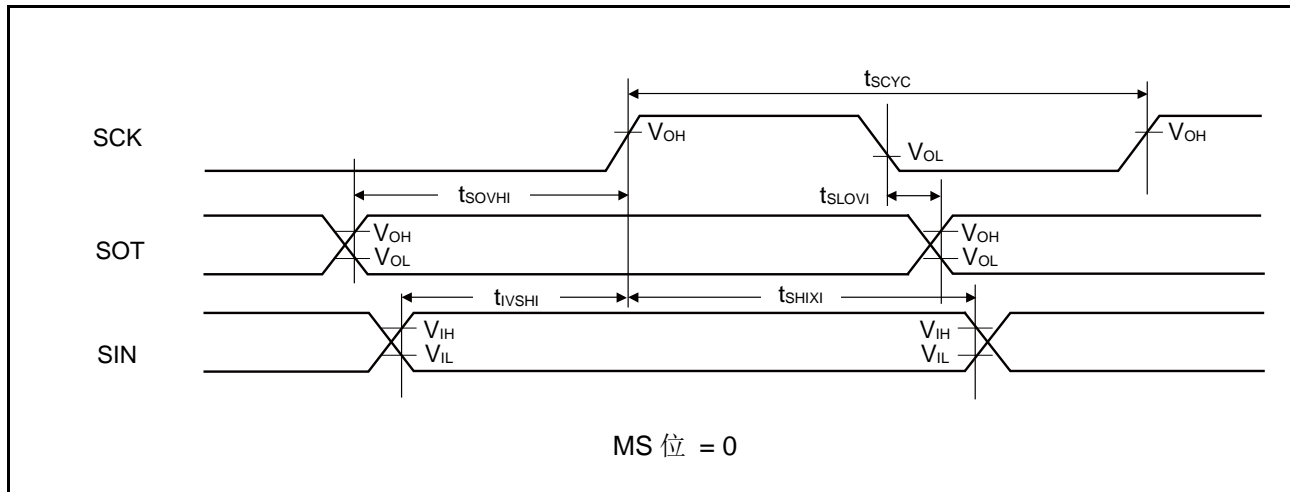 tSCYC
SCK
VOH
VOL
VOH
tSOVHI
tSLOVI
SOT
VOH
VOL
VOH
VOL
tIVSHI
tSHIXI
SIN
VIH
VIL
VIH
VIL
MS 位 = 0